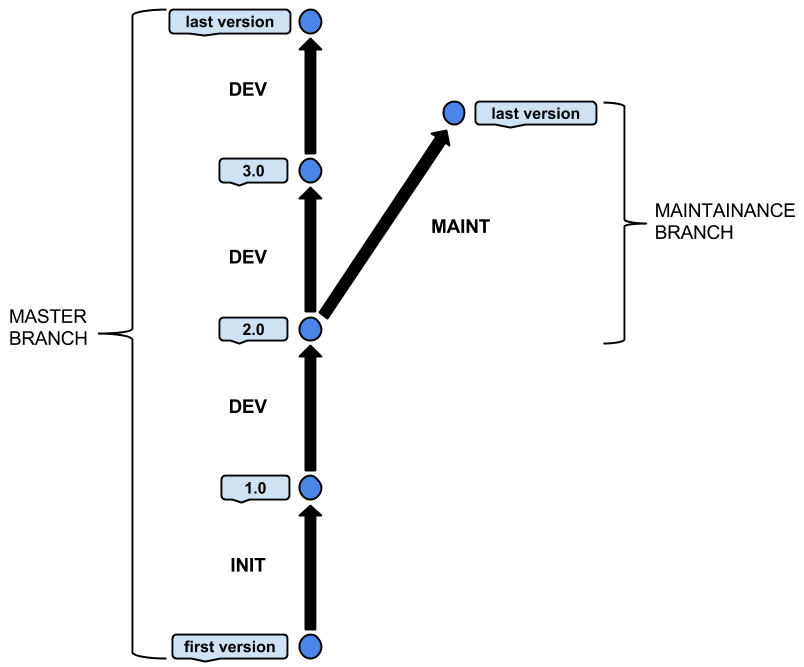 last version
DEV
last version
3.0
MAINT
MAINTAINANCE
BRANCH
DEV
MASTER
BRANCH
2.0
DEV
1.0
INIT
first version